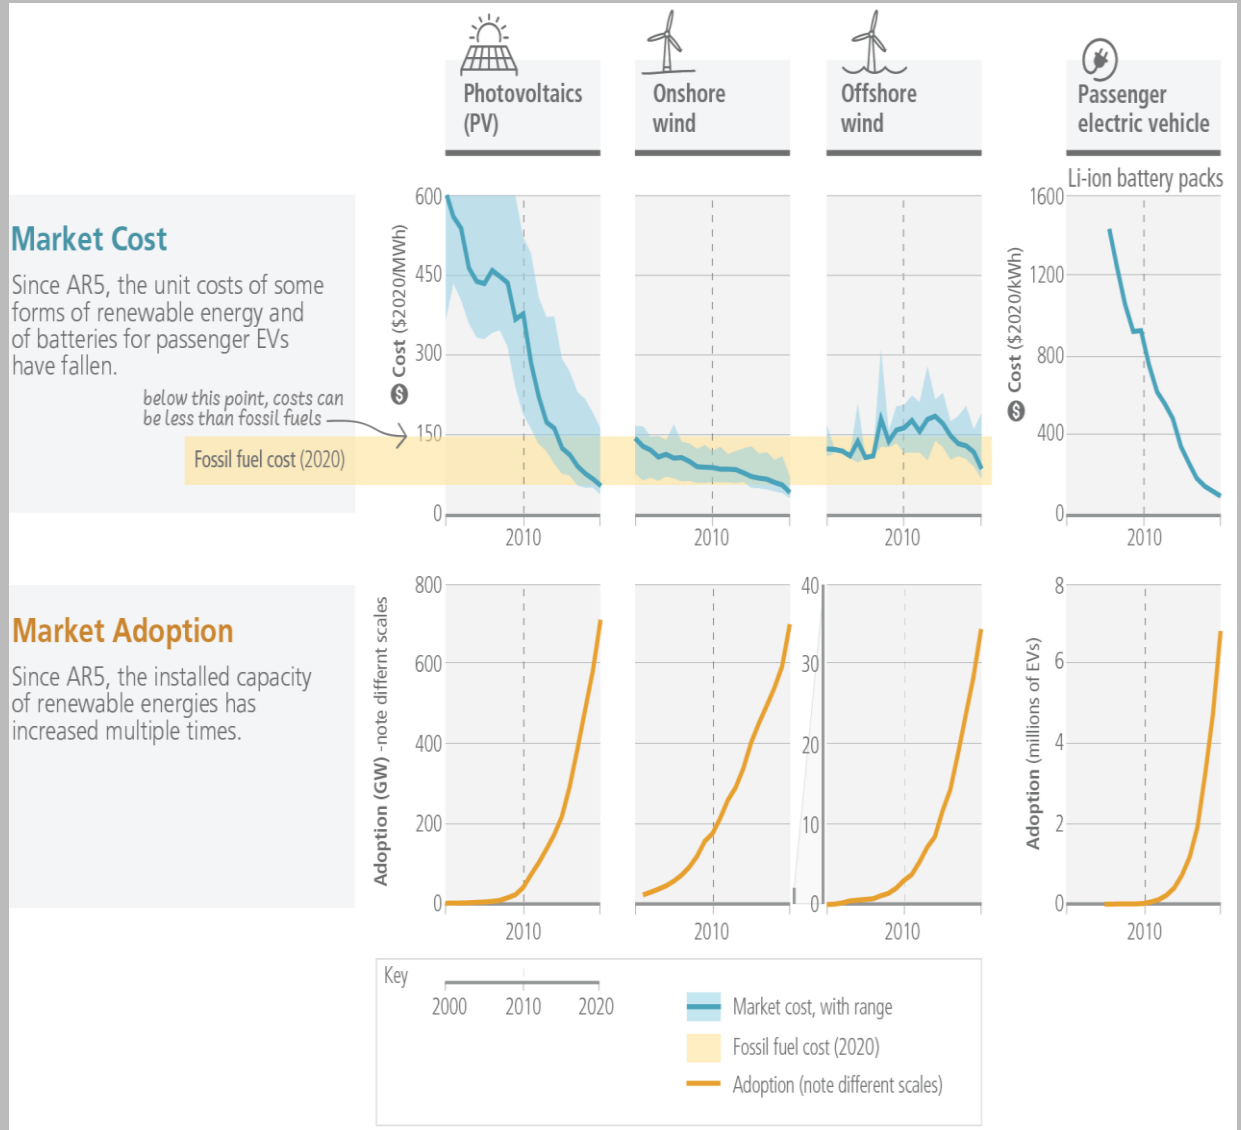 Photovoltaics
(PV)
Onshore
wind
Offshore
wind
Passenger
electric vehicle
Li-ion battery packs
Market Cost
Since AR5, the unit costs of some
forms of renewable energy and
of batteries for passenger EVs
have fallen.
below this point, costs can
be less than fossil fuels
Fossil fuel cost (2020)
$ Cost ($2020/MWh)
600
450
300
150
0
2010
2010
2010
$ Cost ($2020/kWh)
1600
1200
800
400
0
2010
Market Adoption
Since AR5, the installed capacity
of renewable energies has
increased multiple times.
Adoption (GW) -note differnt scales
800
600
400
200
0
2010
2010
40
30
20
10
0
2010
Adoption (millions of EVs)
8
6
4
2
0
2010
Key
2000 2010 2020
Market cost, with range
Fossil fuel cost (2020)
Adoption (note different scales)